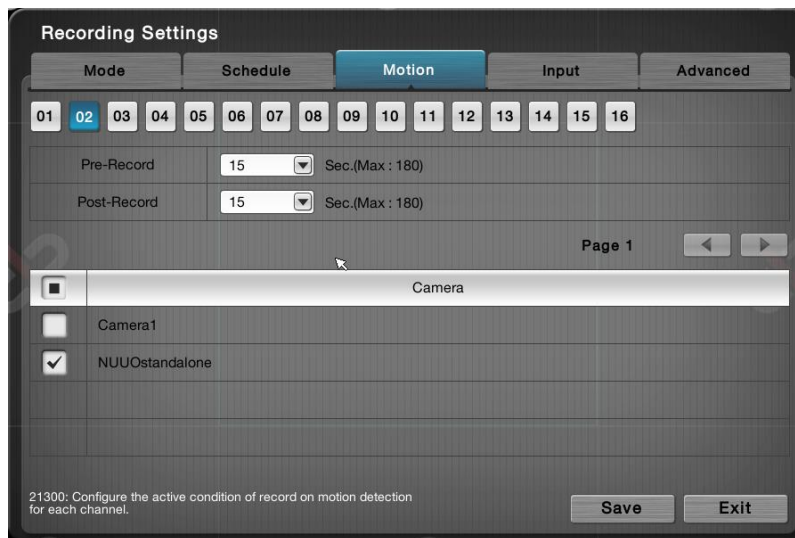 Recording Settings
Mode Schedule Motion Input Advanced
01 02 03 04 05 06 07 08 09 10 11 12 13 14 15 16
Pre-Record 15 Sec.(Max : 180)
Post-Record 15 Sec.(Max : 180)
Page 1
Camera
Camera1
NUUOstandalone
21300: Configure the active condition of record on motion detection
for each channel.
Save Exit